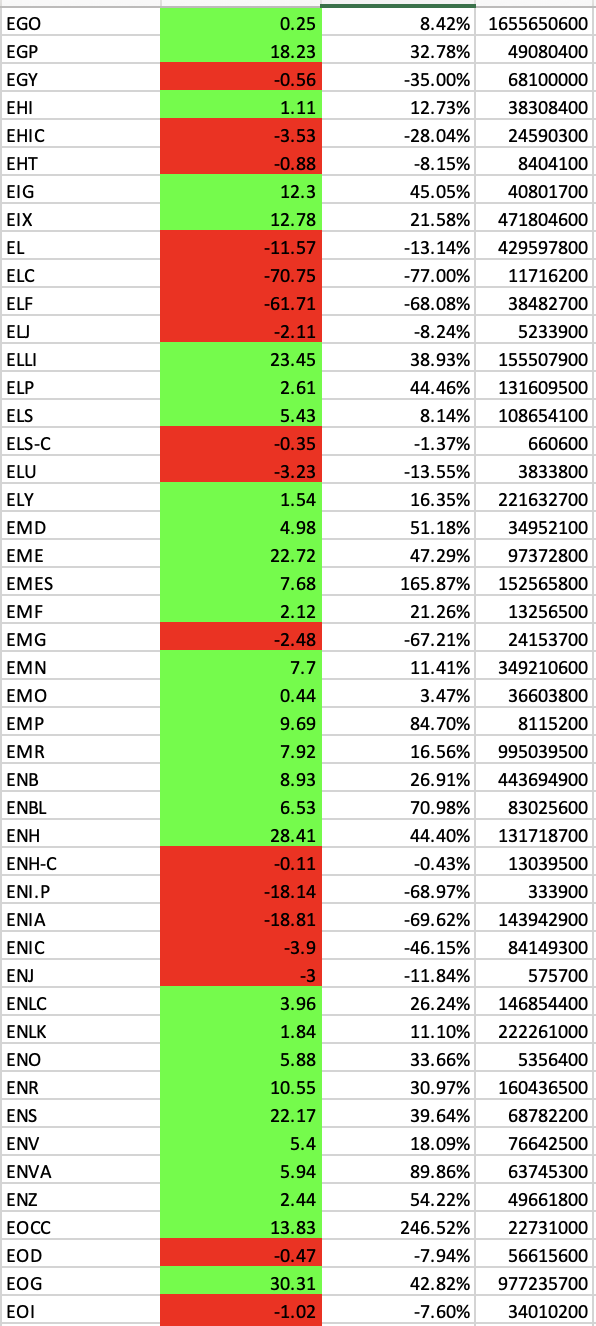 EGO 0.25 8.42% 1655650600
EGP 18.23 32.78% 49080400
EGY -0.56 -35.00% 68100000
EHI 1.11 12.73% 38308400
EHIC -3.53 -28.04% 24590300
EHT -0.88 -8.15% 8404100
EIG 12.3 45.05% 40801700
EIX 12.78 21.58% 471804600
EL -11.57 -13.14% 429597800
ELC -70.75 -77.00% 11716200
ELF -61.71 -68.08% 38482700
ELJ -2.11 -8.24% 5233900
ELLI 23.45 38.93% 155507900
ELP 2.61 44.46% 131609500
ELS 5.43 8.14% 108654100
ELS-C -0.35 -1.37% 660600
ELU -3.23 -13.55% 3833800
ELY 1.54 16.35% 221632700
EMD 4.98 51.18% 34952100
EME 22.72 47.29% 97372800
EMES 7.68 165.87% 152565800
EMF 2.12 21.26% 13256500
EMG -2.48 -67.21% 24153700
EMN 7.7 11.41% 349210600
EMO 0.44 3.47% 36603800
EMP 9.69 84.70% 8115200
EMR 7.92 16.56% 995039500
ENB 8.93 26.91% 443694900
ENBL 6.53 70.98% 83025600
ENH 28.41 44.40% 131718700
ENH-C -0.11 -0.43% 13039500
ENI.P -18.14 -68.97% 333900
ENIA -18.81 -69.62% 143942900
ENIC -3.9 -46.15% 84149300
ENJ -3 -11.84% 575700
ENLC 3.96 26.24% 146854400
ENLK 1.84 11.10% 222261000
ENO 5.88 33.66% 5356400
ENR 10.55 30.97% 160436500
ENS 22.17 39.64% 68782200
ENV 5.4 18.09% 76642500
ENVA 5.94 89.86% 63745300
ENZ 2.44 54.22% 49661800
EOCC 13.83 246.52% 22731000
EOD -0.47 -7.94% 56615600
EOG 30.31 42.82% 977235700
EOI -1.02 -7.60% 34010200